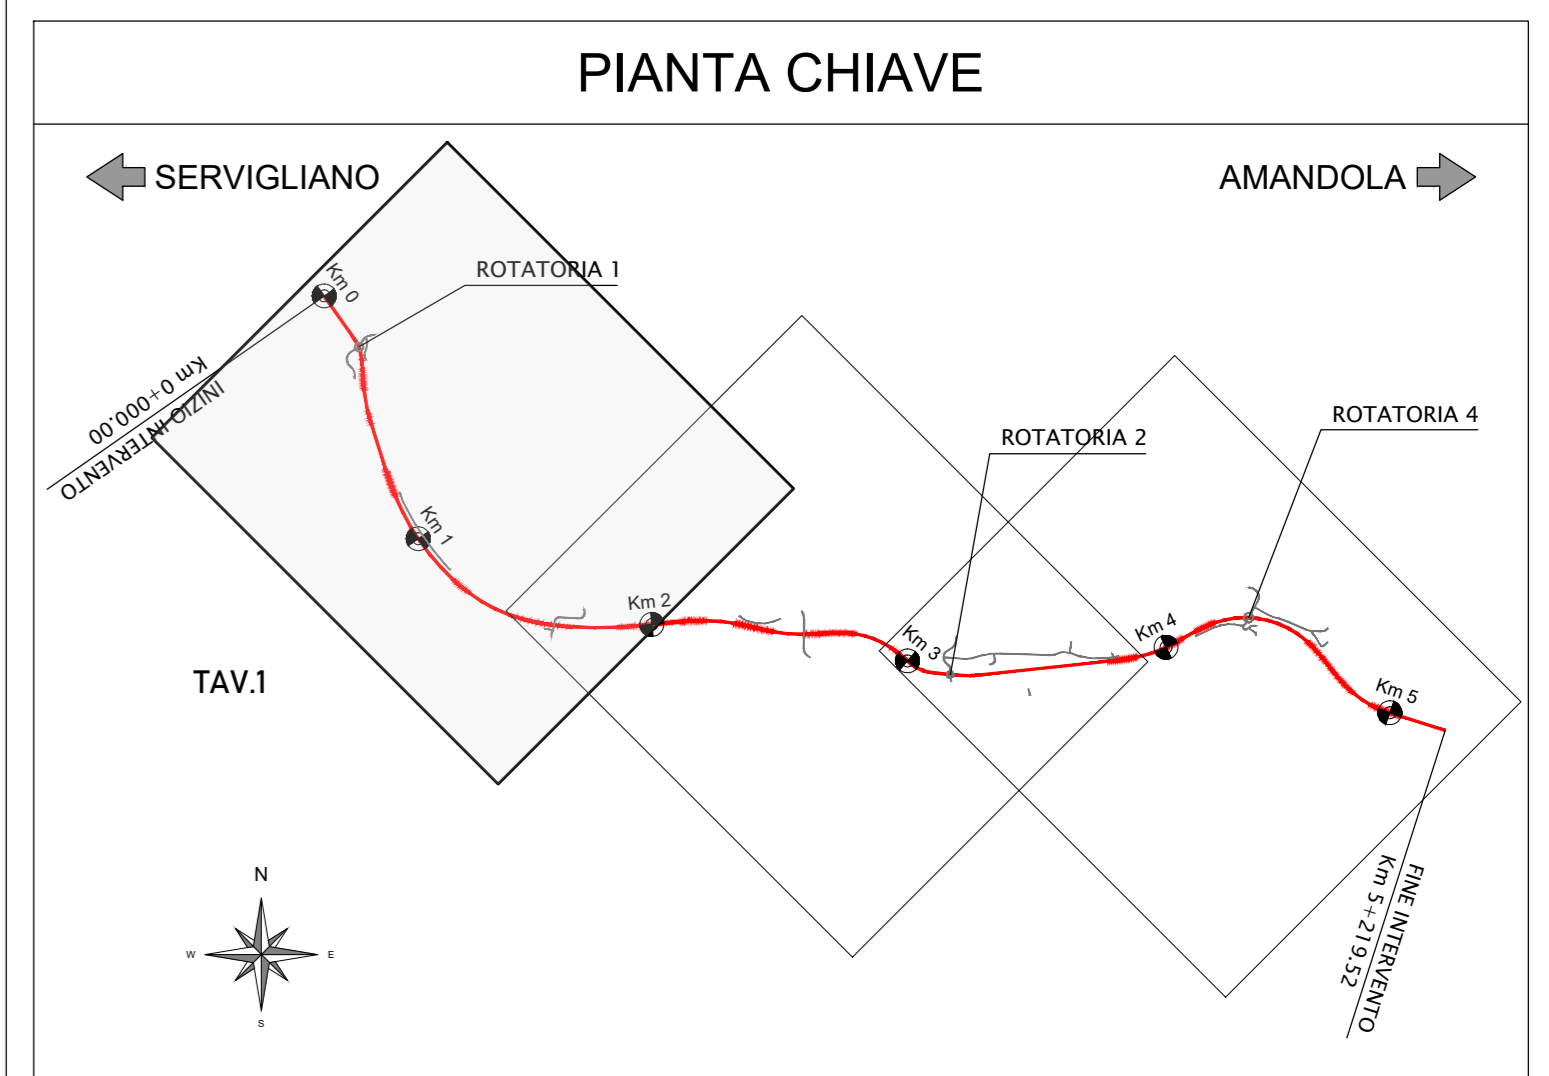 PIANTA CHIAVE
SERVIGLIANO
AMANDOLA
Km 0
ROTATORIA 1
Km 0+000.00
INIZIO INTERVENTO
ROTATORIA 4
ROTATORIA 2
Km 1
Km 2
Km 3
Km 4
Km 5
TAV.1
FINE INTERVENTO
Km 5+219.52
N
W
E
S